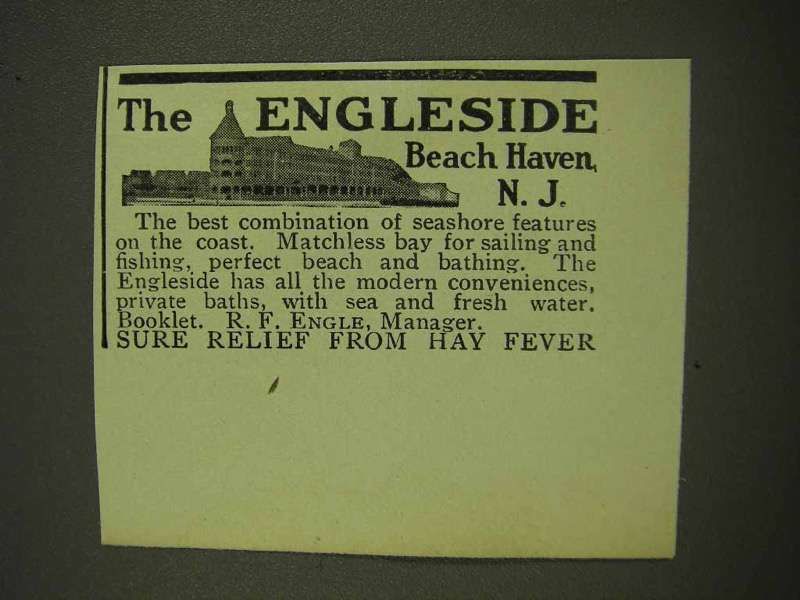 The ENGLESIDE
Beach Haven,
N. J.
The best combination of seashore features
on the coast. Matchless bay for sailing and
fishing, perfect beach and bathing. The
Engleside has all the modern conveniences,
private baths, with sea and fresh water.
Booklet. R. F. ENGLE, Manager.
SURE RELIEF FROM HAY FEVER